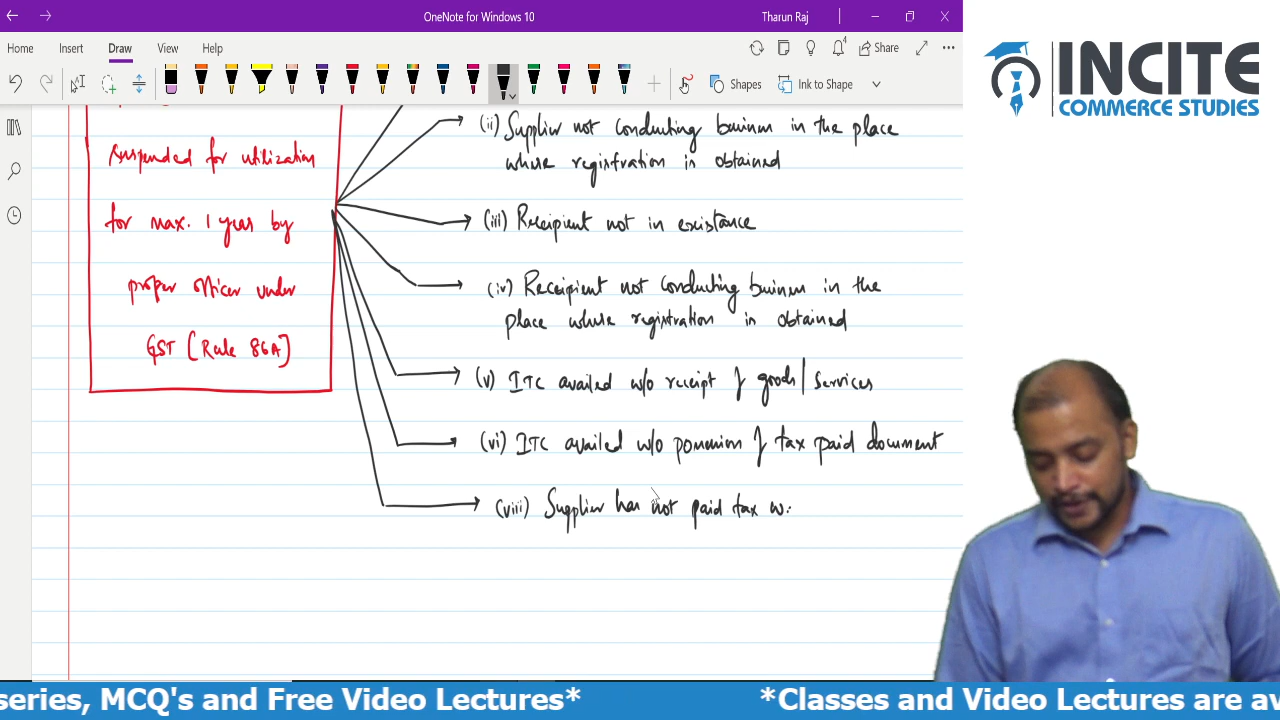 OneNote for Windows 10
Tharun Raj
Home Insert Draw View Help
4
Share
Shapes
Ink to Shape
INCITE
COMMERCE STUDIES
suspended for utilization
for max. 1 year by
proper officer under
GST [Rule 86A]
(ii) Supplier not conducting business in the place
where registration is obtained
(iii) Recipient not in existance
(iv) Receipient not conducting business in the
place where registration is obtained
(v) ITC availed w/o receipt of goods/services
(vi) ITC availed w/o possession of tax paid document
(viii) Supplier has not paid tax w
series, MCQ's and Free Video Lectures*
*Classes and Video Lectures are av